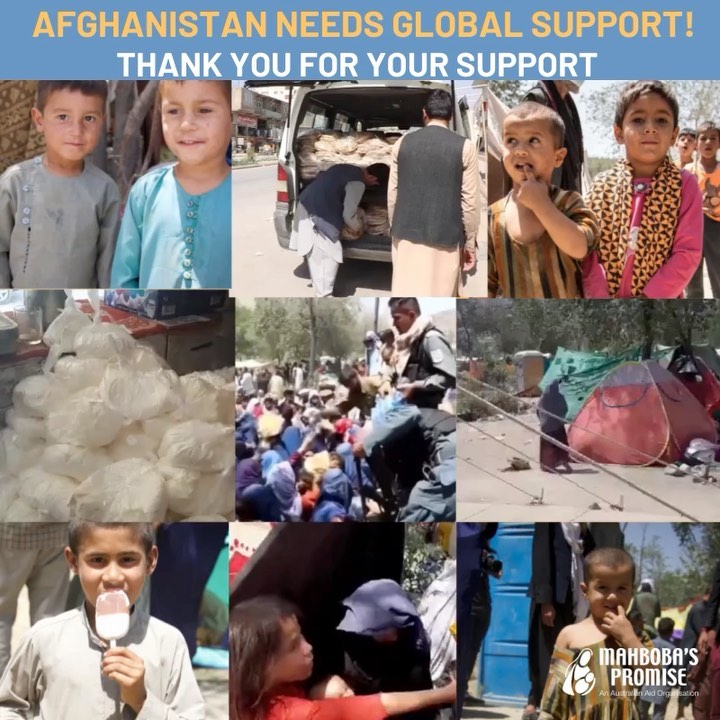 AFGHANISTAN NEEDS GLOBAL SUPPORT!
THANK YOU FOR YOUR SUPPORT
MAHBOBA'S
PROMISE
An Australian Aid Organisation